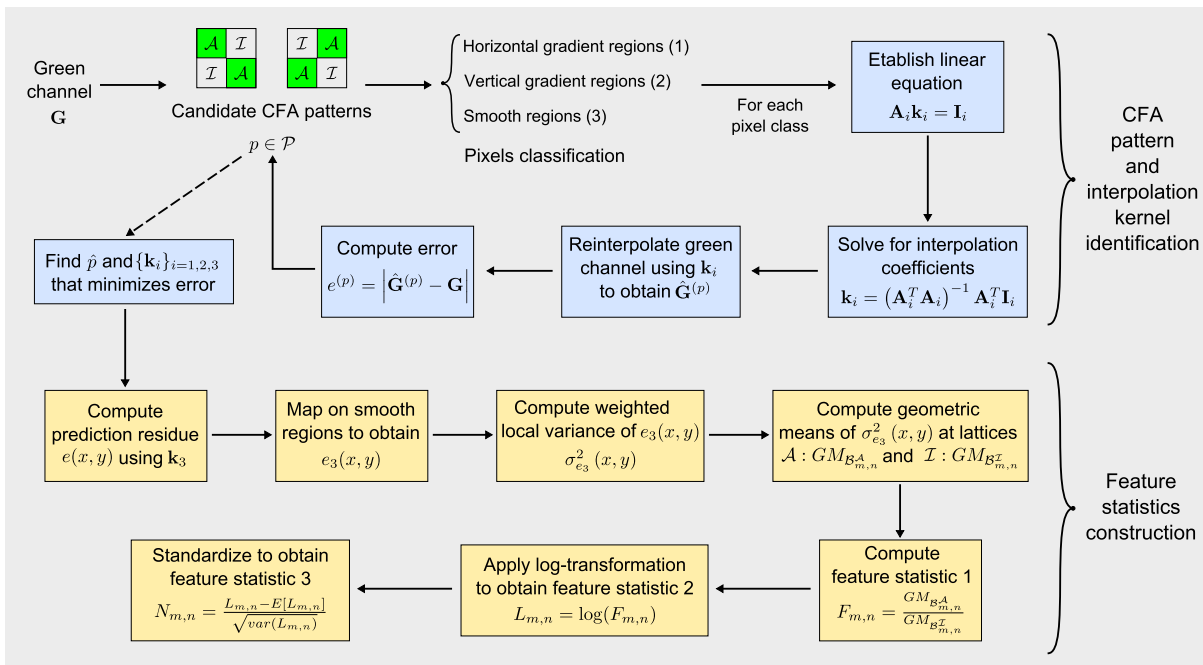 Green
channel
G
𝒜 ℐ
ℐ 𝒜
ℐ 𝒜
𝒜 ℐ
Candidate CFA patterns
p ∈ 𝒫
Horizontal gradient regions (1)
Vertical gradient regions (2)
Smooth regions (3)
Pixels classification
For each
pixel class
Etablish linear
equation
A_i k_i = I_i
CFA
pattern
and
interpolation
kernel
identification
Find p̂ and {k_i}_{i=1,2,3}
that minimizes error
Compute error
e^{(p)} = |Ĝ^{(p)} − G|
Reinterpolate green
channel using k_i
to obtain Ĝ^{(p)}
Solve for interpolation
coefficients
k_i = (A_i^T A_i)^{−1} A_i^T I_i
Compute
prediction residue
e(x, y) using k_3
Map on smooth
regions to obtain
e_3(x, y)
Compute weighted
local variance of e_3(x, y)
σ²_{e_3}(x, y)
Compute geometric
means of σ²_{e_3}(x, y) at lattices
𝒜 : GM_{ℬ^𝒜_{m,n}} and ℐ : GM_{ℬ^ℐ_{m,n}}
Feature
statistics
construction
Standardize to obtain
feature statistic 3
N_{m,n} = \frac{L_{m,n} − E[L_{m,n}]}{\sqrt{var(L_{m,n})}}
Apply log-transformation
to obtain feature statistic 2
L_{m,n} = log(F_{m,n})
Compute
feature statistic 1
F_{m,n} = \frac{GM_{ℬ^𝒜_{m,n}}}{GM_{ℬ^ℐ_{m,n}}}